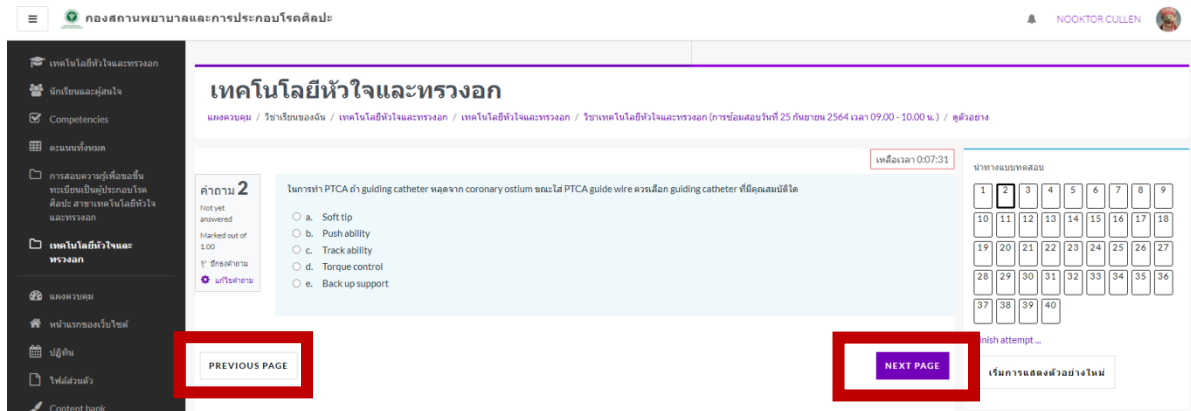 กองสถานพยาบาลและการประกอบโรคศิลปะ
NOOKTOR CULLEN
เทคโนโลยีหัวใจและทรวงอก
นักเรียนและผู้สนใจ
Competencies
คะแนนทั้งหมด
การสอบความรู้เพื่อขอขึ้น
ทะเบียนเป็นผู้ประกอบโรค
ศิลปะ สาขาเทคโนโลยีหัวใจ
และทรวงอก
เทคโนโลยีหัวใจและ
ทรวงอก
แผงควบคุม
หน้าแรกของเว็บไซต์
ปฏิทิน
ไฟล์ส่วนตัว
Content bank
เทคโนโลยีหัวใจและทรวงอก
แผงควบคุม / วิชาเรียนของฉัน / เทคโนโลยีหัวใจและทรวงอก / เทคโนโลยีหัวใจและทรวงอก / วิชาเทคโนโลยีหัวใจและทรวงอก (การซ้อมสอบวันที่ 25 กันยายน 2564 เวลา 09.00 - 10.00 น. ) / ดูตัวอย่าง
เหลือเวลา 0:07:31
คำถาม 2
Not yet
answered
Marked out of
1.00
ปักธงคำถาม
แก้ไขคำถาม
ในการทำ PTCA ถ้า guiding catheter หลุดจาก coronary ostium ขณะใส่ PTCA guide wire ควรเลือก guiding catheter ที่มีคุณสมบัติใด
a. Soft tip
b. Push ability
c. Track ability
d. Torque control
e. Back up support
PREVIOUS PAGE
NEXT PAGE
นำทางแบบทดสอบ
1 2 3 4 5 6 7 8 9
10 11 12 13 14 15 16 17 18
19 20 21 22 23 24 25 26 27
28 29 30 31 32 33 34 35 36
37 38 39 40
inish attempt ...
เริ่มการแสดงตัวอย่างใหม่